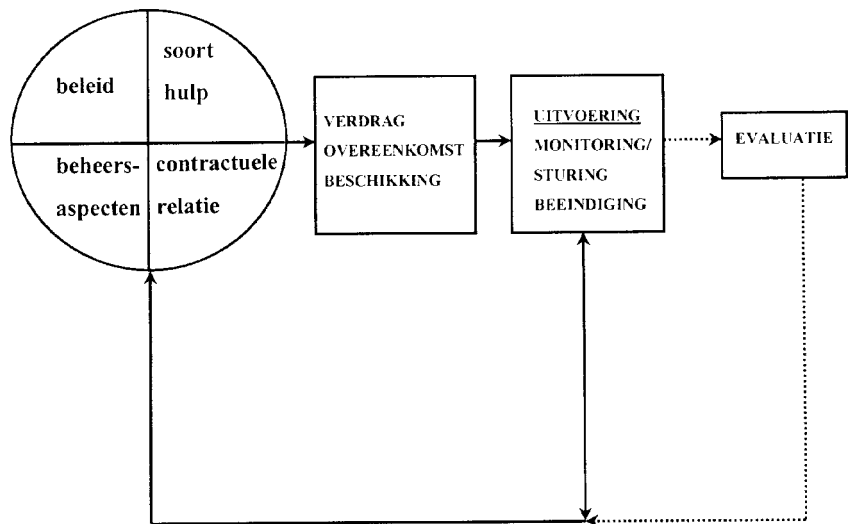 beleid
soort
hulp
beheers-
aspecten
contractuele
relatie
VERDRAG
OVEREENKOMST
BESCHIKKING
UITVOERING
MONITORING/
STURING
BEEINDIGING
EVALUATIE